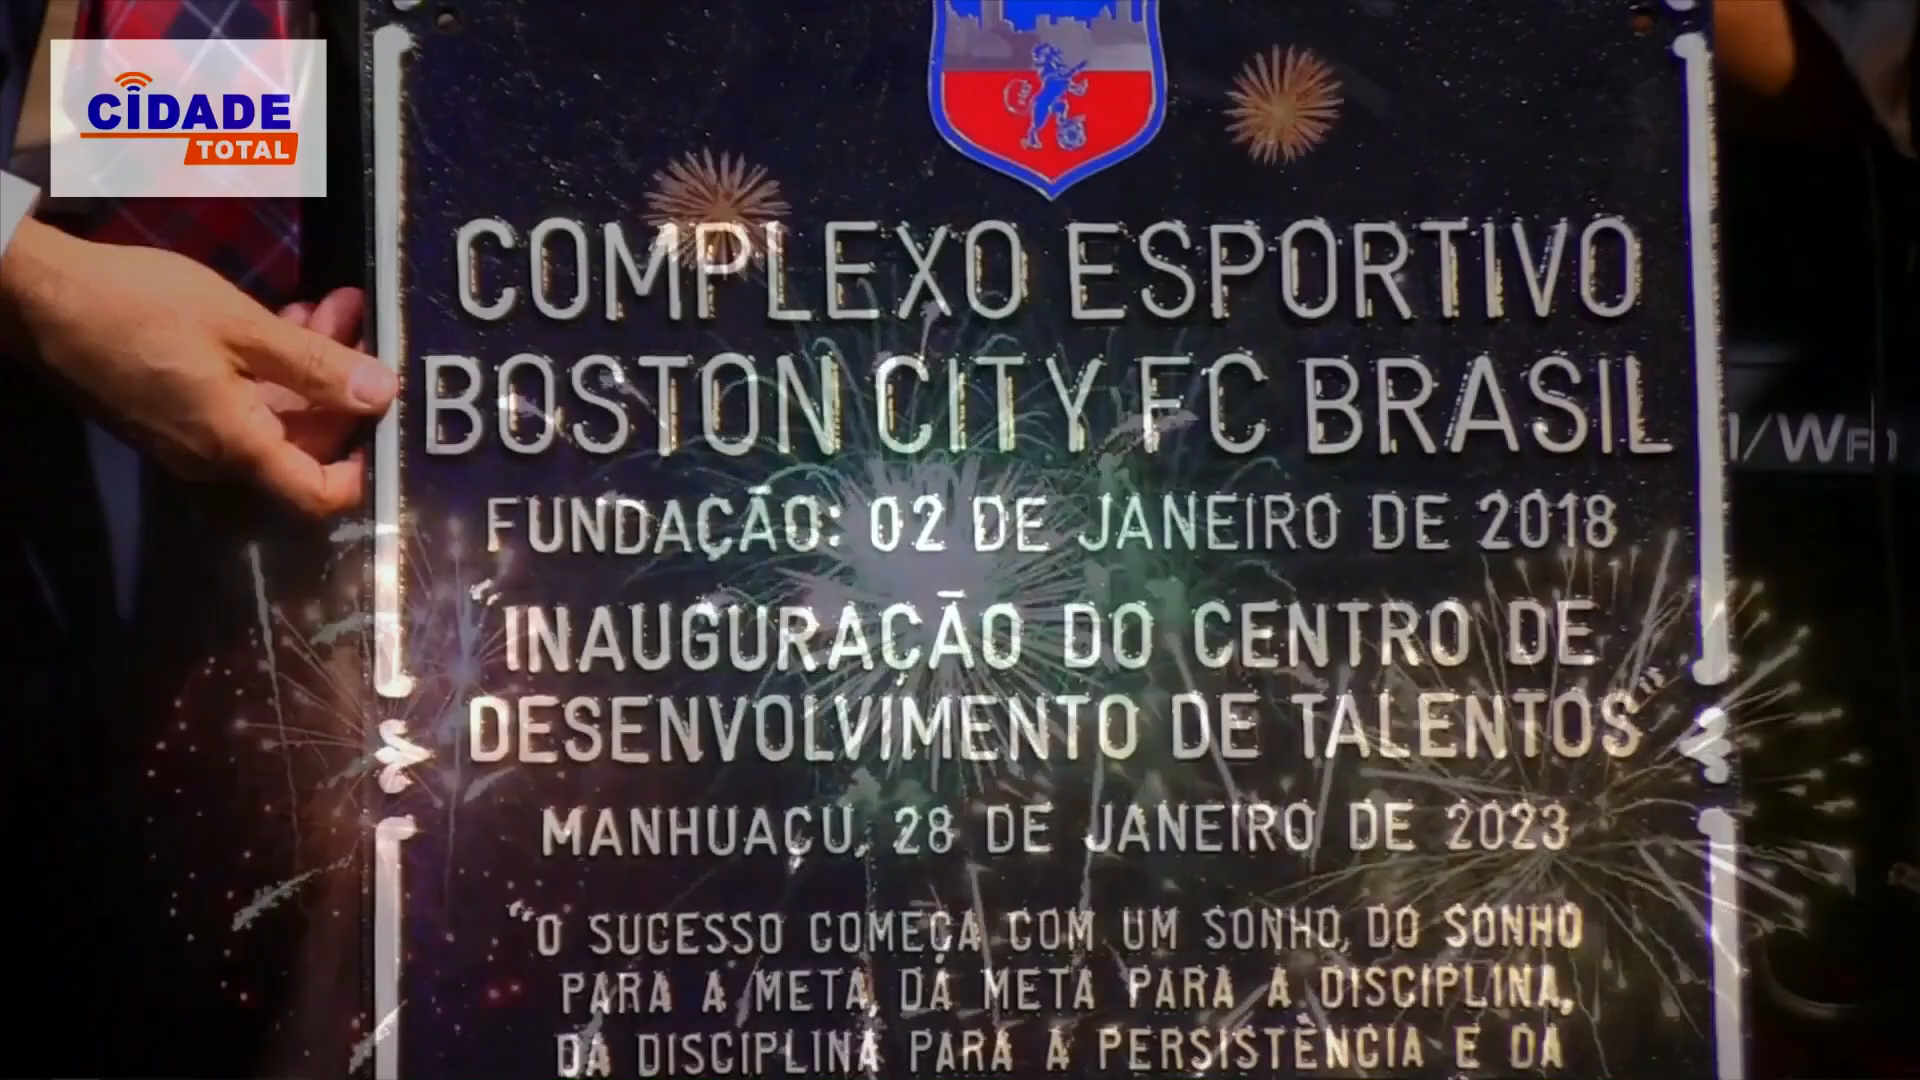 CIDADE
TOTAL
COMPLEXO ESPORTIVO
BOSTON CITY FC BRASIL
FUNDAÇÃO: 02 DE JANEIRO DE 2018
"INAUGURAÇÃO DO CENTRO DE
DESENVOLVIMENTO DE TALENTOS"
MANHUAÇU, 28 DE JANEIRO DE 2023
"O SUCESSO COMEÇA COM UM SONHO, DO SONHO
PARA A META, DA META PARA A DISCIPLINA,
DA DISCIPLINA PARA A PERSISTÊNCIA E DA